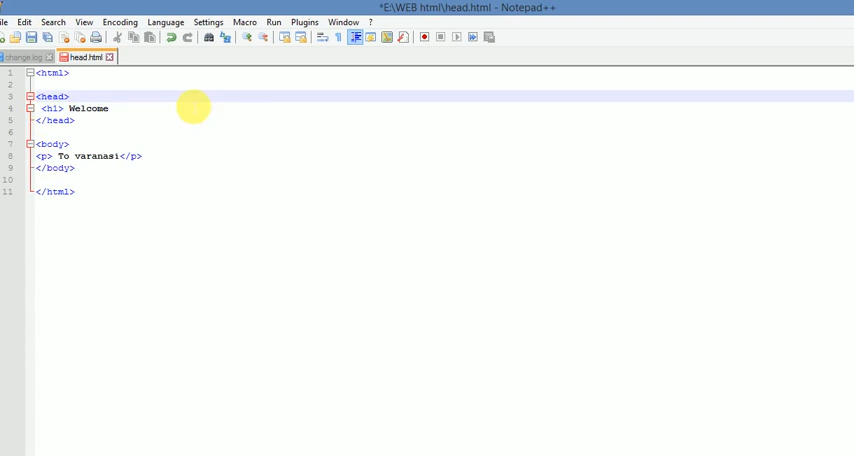 *E:\WEB html\head.html - Notepad++
ile Edit Search View Encoding Language Settings Macro Run Plugins Window ?
change.log head.html
1 <html>
2
3 <head>
4 <h1> Welcome
5 </head>
6
7 <body>
8 <p> To varanasi</p>
9 </body>
10
11 </html>